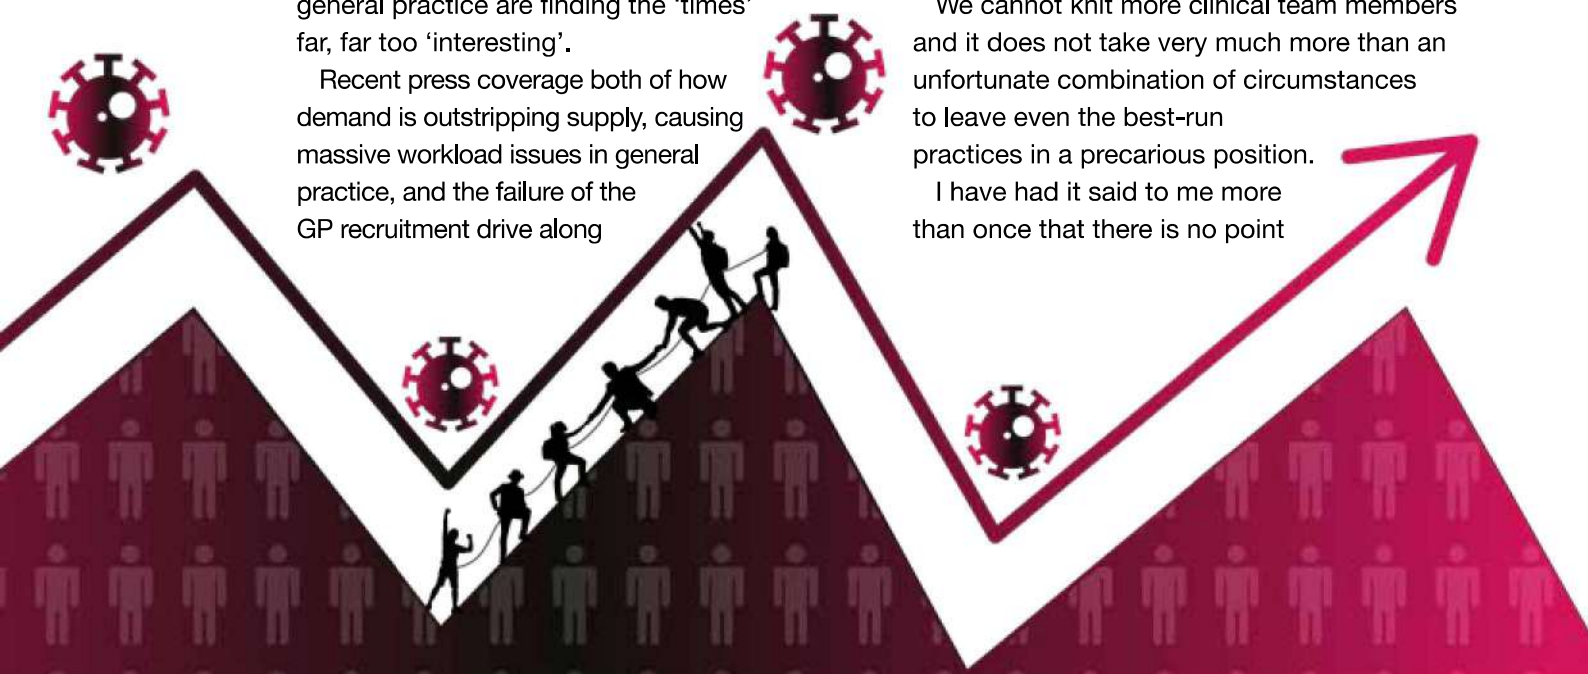 general practice are finding the ‘times’
far, far too ‘interesting’.
Recent press coverage both of how
demand is outstripping supply, causing
massive workload issues in general
practice, and the failure of the
GP recruitment drive along
We cannot knit more clinical team members
and it does not take very much more than an
unfortunate combination of circumstances
to leave even the best-run
practices in a precarious position.
I have had it said to me more
than once that there is no point